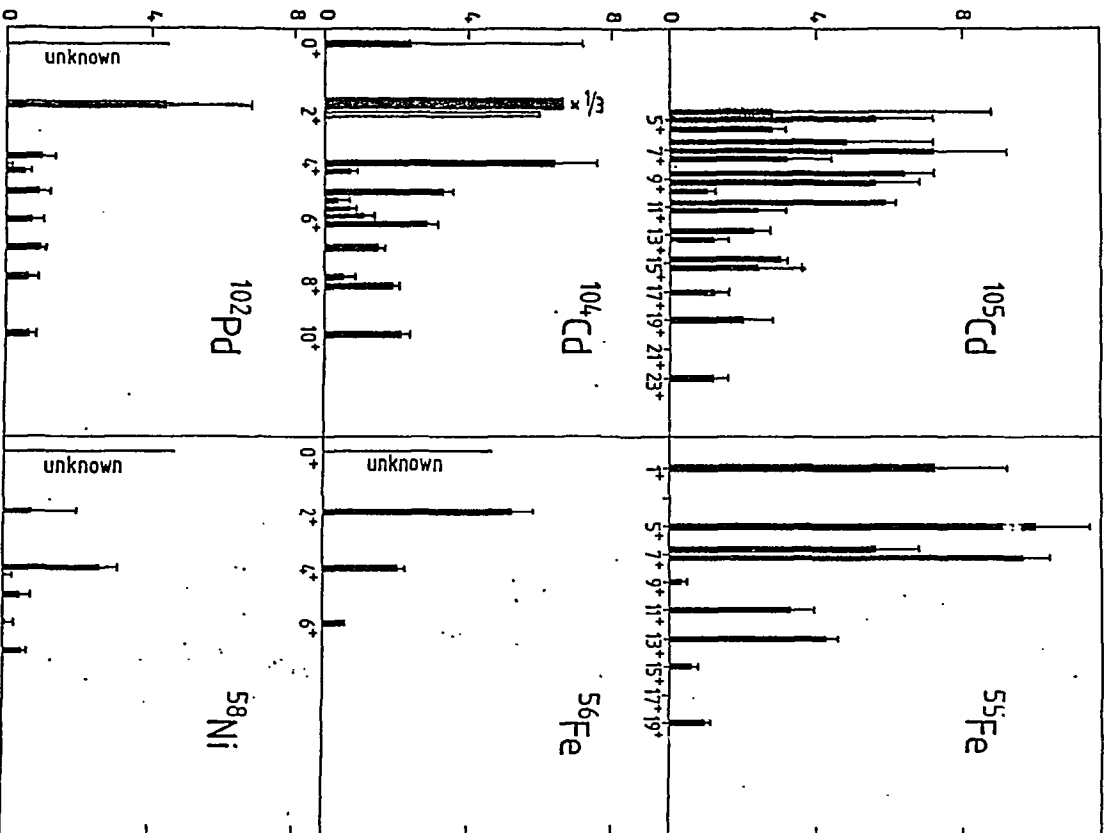 8
4
0
105Cd
5+ 7+ 9+ 11+ 13+ 15+ 17+ 19+ 21+ 23+
55Fe
1+ 5+ 7+ 9+ 11+ 13+ 15+ 17+ 19+
8
4
0
× 1/3
104Cd
0+ 2+ 4+ 6+ 8+ 10+
unknown
56Fe
0+ 2+ 4+ 6+
8
4
0
unknown
102Pd
unknown
58Ni